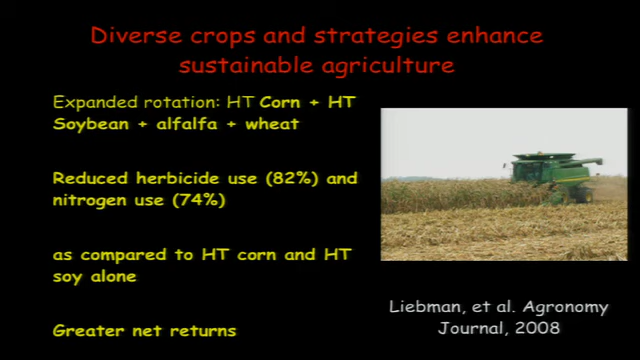 Diverse crops and strategies enhance
sustainable agriculture
Expanded rotation: HT Corn + HT
Soybean + alfalfa + wheat
Reduced herbicide use (82%) and
nitrogen use (74%)
as compared to HT corn and HT
soy alone
Greater net returns
Liebman, et al. Agronomy
Journal, 2008